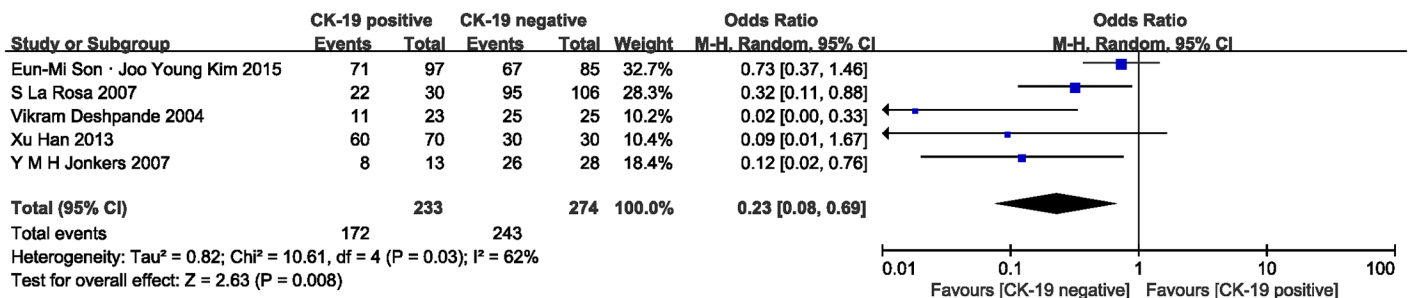 CK-19 positive CK-19 negative Odds Ratio Odds Ratio
Study or Subgroup Events Total Events Total Weight M-H, Random, 95% CI M-H, Random, 95% CI
Eun-Mi Son · Joo Young Kim 2015 71 97 67 85 32.7% 0.73 [0.37, 1.46]
S La Rosa 2007 22 30 95 106 28.3% 0.32 [0.11, 0.88]
Vikram Deshpande 2004 11 23 25 25 10.2% 0.02 [0.00, 0.33]
Xu Han 2013 60 70 30 30 10.4% 0.09 [0.01, 1.67]
Y M H Jonkers 2007 8 13 26 28 18.4% 0.12 [0.02, 0.76]
Total (95% CI) 233 274 100.0% 0.23 [0.08, 0.69]
Total events 172 243
Heterogeneity: Tau² = 0.82; Chi² = 10.61, df = 4 (P = 0.03); I² = 62%
Test for overall effect: Z = 2.63 (P = 0.008)
0.01 0.1 1 10 100
Favours [CK-19 negative] Favours [CK-19 positive]